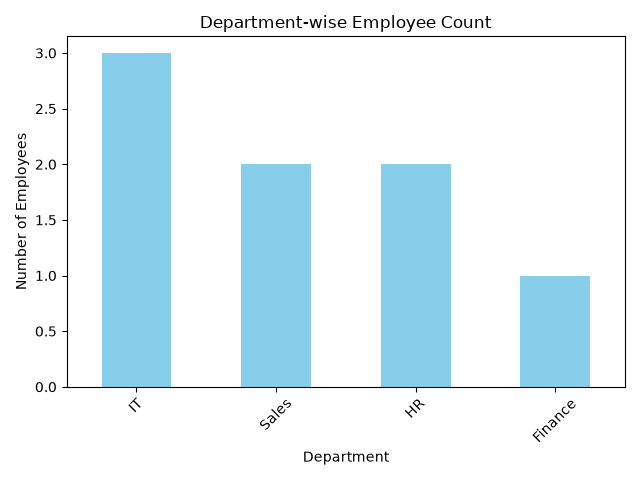 Department-wise Employee Count
Number of Employees
3.0
2.5
2.0
1.5
1.0
0.5
0.0
IT
Sales
HR
Finance
Department